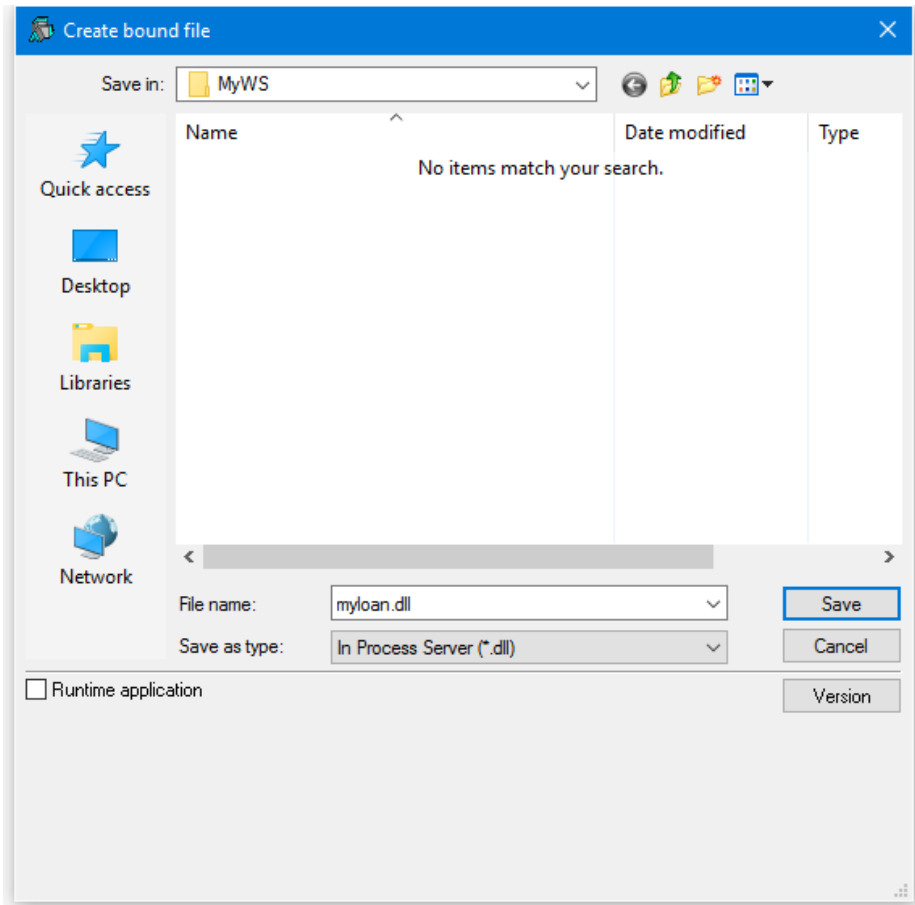 Create bound file
Save in: MyWS
Name Date modified Type
No items match your search.
Quick access
Desktop
Libraries
This PC
Network
File name: myloan.dll Save
Save as type: In Process Server (*.dll) Cancel
Runtime application Version